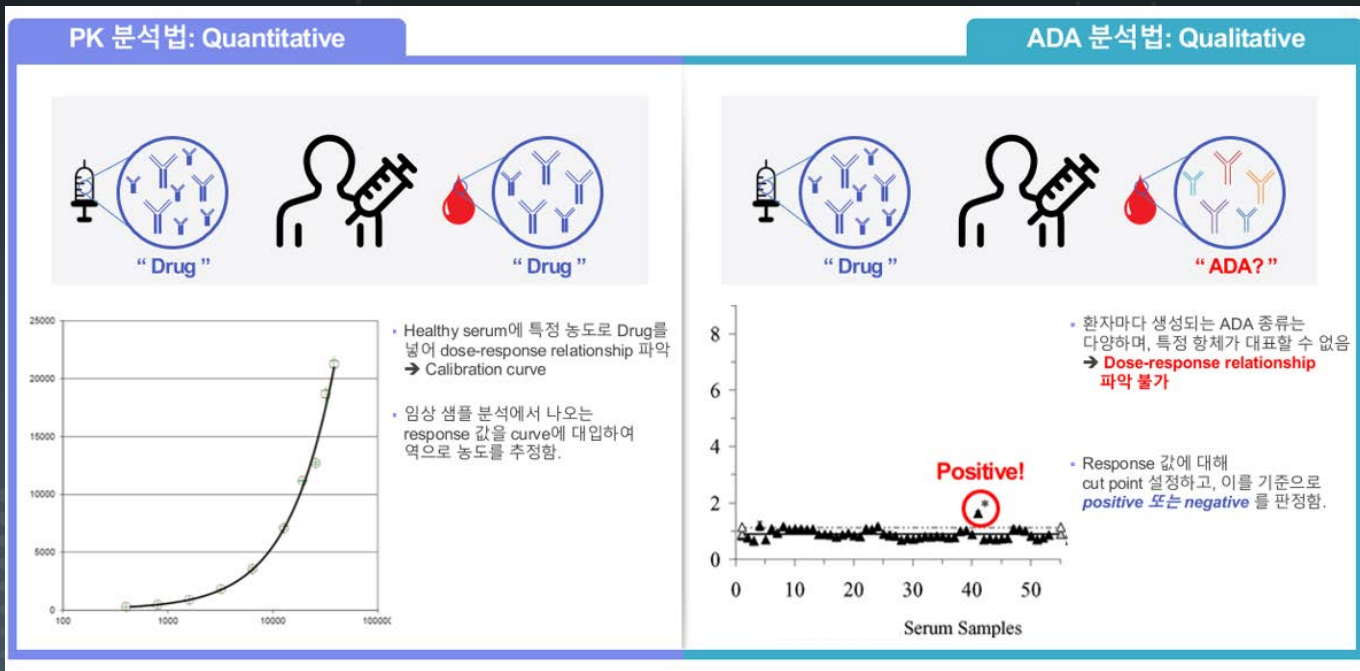 PK 분석법: Quantitative
ADA 분석법: Qualitative
“ Drug ”
“ Drug ”
“ Drug ”
“ ADA? ”
25000
20000
15000
10000
5000
0
100
1000
10000
100000
▪ Healthy serum에 특정 농도로 Drug를
넣어 dose-response relationship 파악
➔ Calibration curve
▪ 임상 샘플 분석에서 나오는
response 값을 curve에 대입하여
역으로 농도를 추정함.
8
6
4
2
0
Positive!
*
0
10
20
30
40
50
Serum Samples
▪ 환자마다 생성되는 ADA 종류는
다양하며, 특정 항체가 대표할 수 없음
➔ Dose-response relationship
파악 불가
▪ Response 값에 대해
cut point 설정하고, 이를 기준으로
positive 또는 negative 를 판정함.